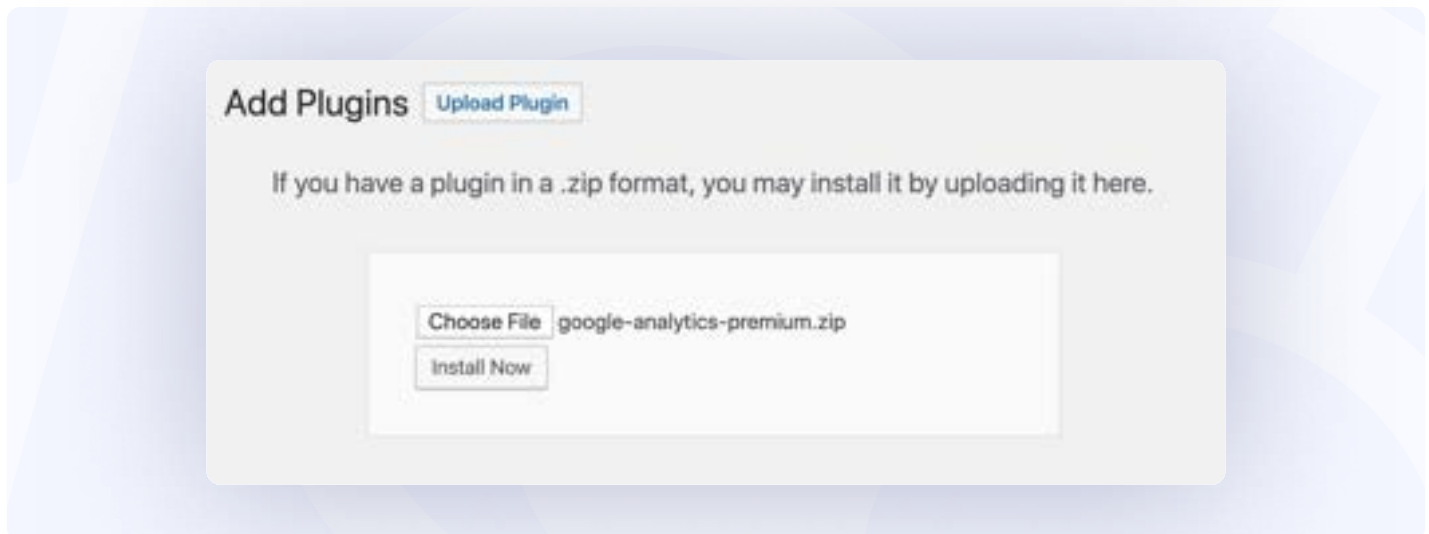 Add Plugins Upload Plugin
If you have a plugin in a .zip format, you may install it by uploading it here.
Choose File google-analytics-premium.zip
Install Now